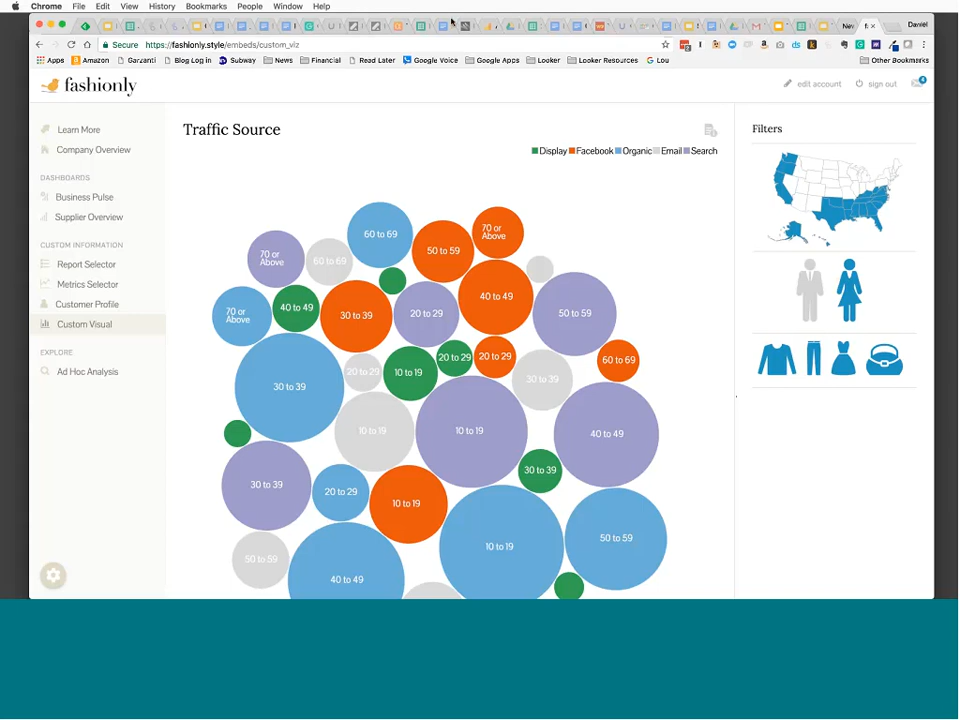 Chrome File Edit View History Bookmarks People Window Help
Daniel
Secure https://fashionly.style/embeds/custom_viz
Apps Amazon Garzanti Blog Log in Subway News Financial Read Later Google Voice Google Apps Looker Looker Resources Lou Other Bookmarks
fashionly
edit account sign out 4
Learn More
Company Overview
DASHBOARDS
Business Pulse
Supplier Overview
CUSTOM INFORMATION
Report Selector
Metrics Selector
Customer Profile
Custom Visual
EXPLORE
Ad Hoc Analysis
Traffic Source
Display Facebook Organic Email Search
60 to 69
70 or
Above
50 to 59
70 or
Above
60 to 69
40 to 49
70 or
Above
40 to 49
30 to 39
20 to 29
50 to 59
20 to 29
20 to 29
60 to 69
20 to 29
10 to 19
30 to 39
30 to 39
10 to 19
10 to 19
40 to 49
30 to 39
30 to 39
20 to 29
10 to 19
50 to 59
10 to 19
50 to 59
40 to 49
Filters